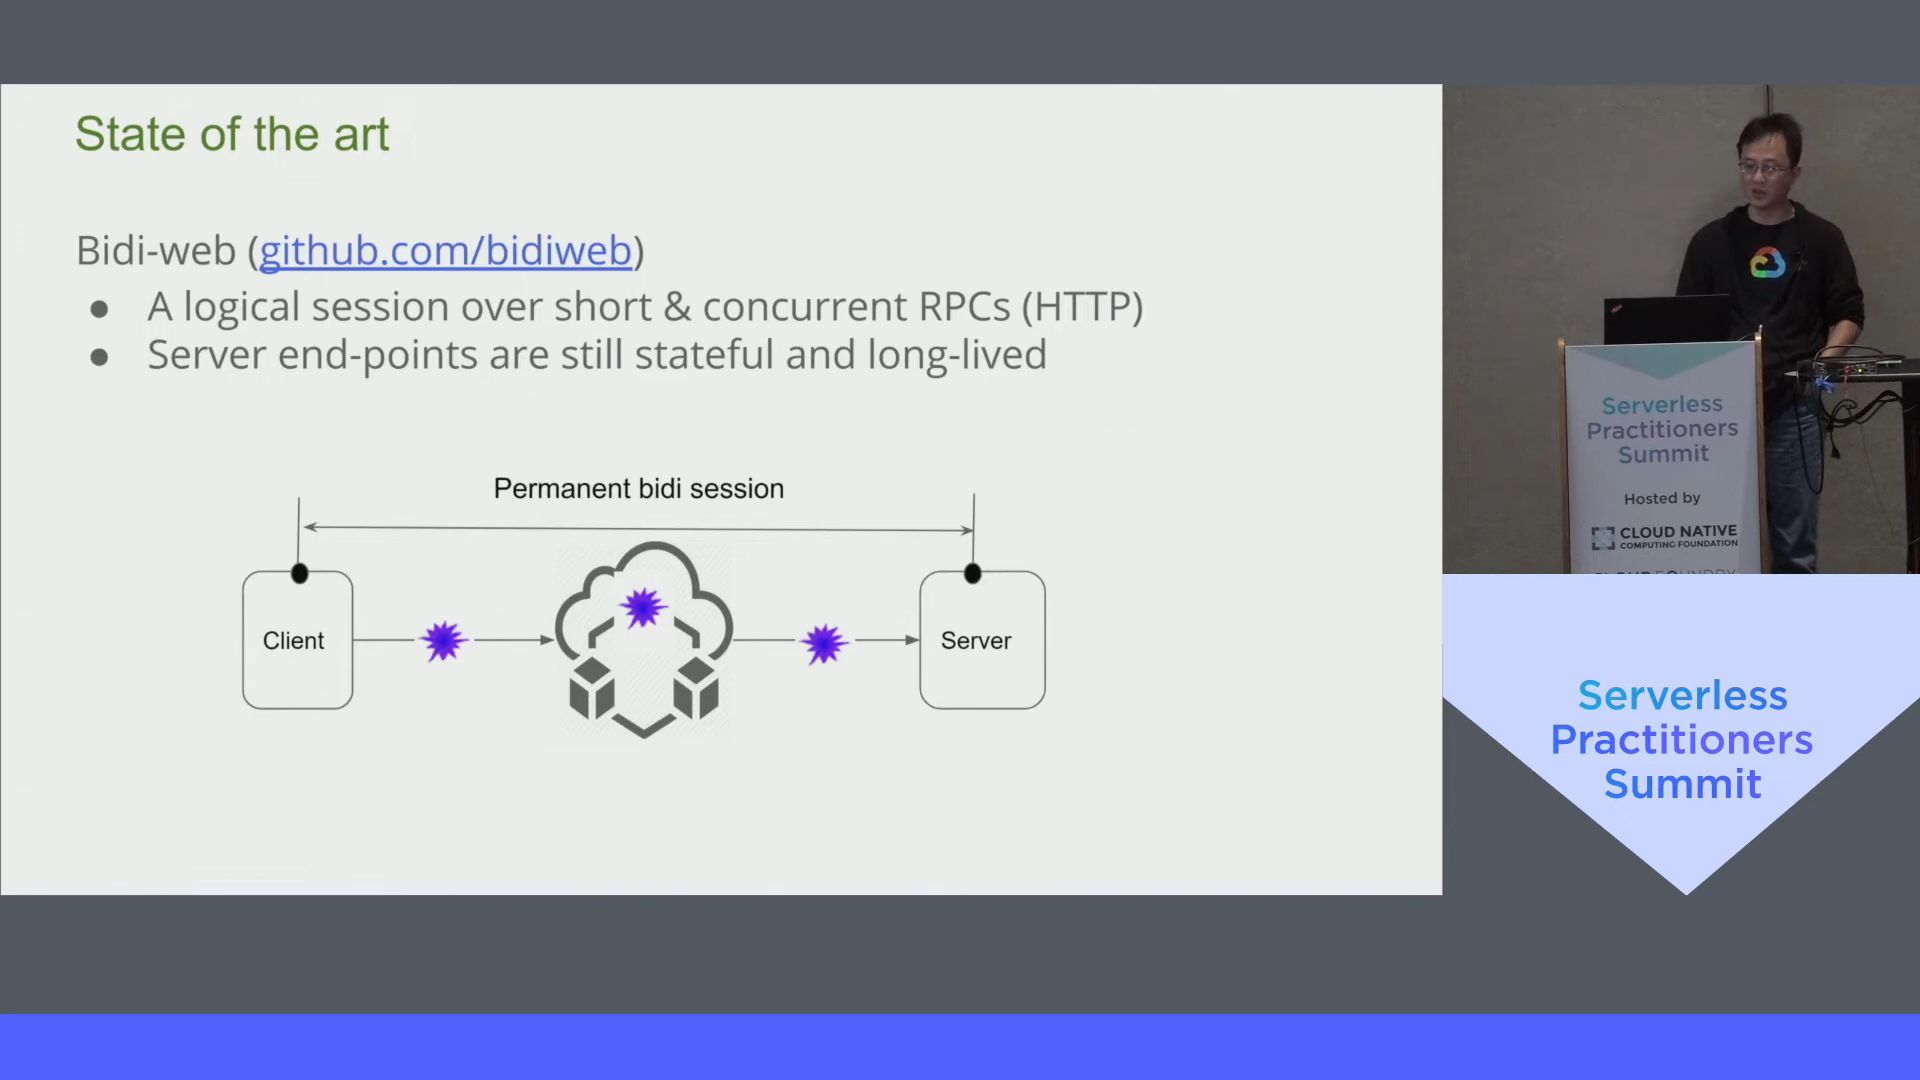 State of the art
Bidi-web (github.com/bidiweb)
● A logical session over short & concurrent RPCs (HTTP)
● Server end-points are still stateful and long-lived
Permanent bidi session
Client
Server
Serverless
Practitioners
Summit
Hosted by
CLOUD NATIVE
COMPUTING FOUNDATION
CLOUD FOUNDRY
Serverless
Practitioners
Summit